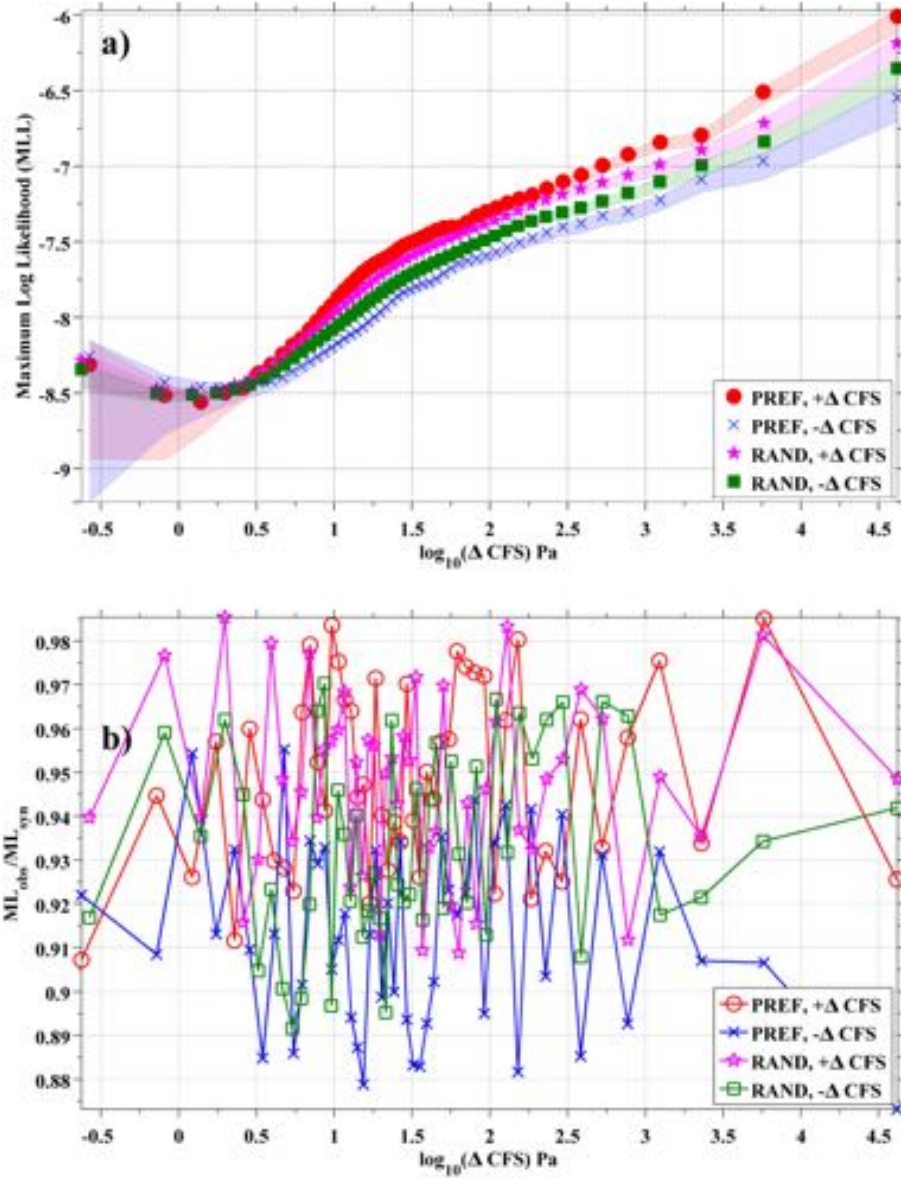 a)
Maximum Log Likelihood (MLL)
-6
-6.5
-7
-7.5
-8
-8.5
-9
PREF, +Δ CFS
PREF, -Δ CFS
RAND, +Δ CFS
RAND, -Δ CFS
-0.5 0 0.5 1 1.5 2 2.5 3 3.5 4 4.5
log₁₀(Δ CFS) Pa
b)
ML_obs/ML_syn
0.98
0.97
0.96
0.95
0.94
0.93
0.92
0.91
0.9
0.89
0.88
PREF, +Δ CFS
PREF, -Δ CFS
RAND, +Δ CFS
RAND, -Δ CFS
-0.5 0 0.5 1 1.5 2 2.5 3 3.5 4 4.5
log₁₀(Δ CFS) Pa